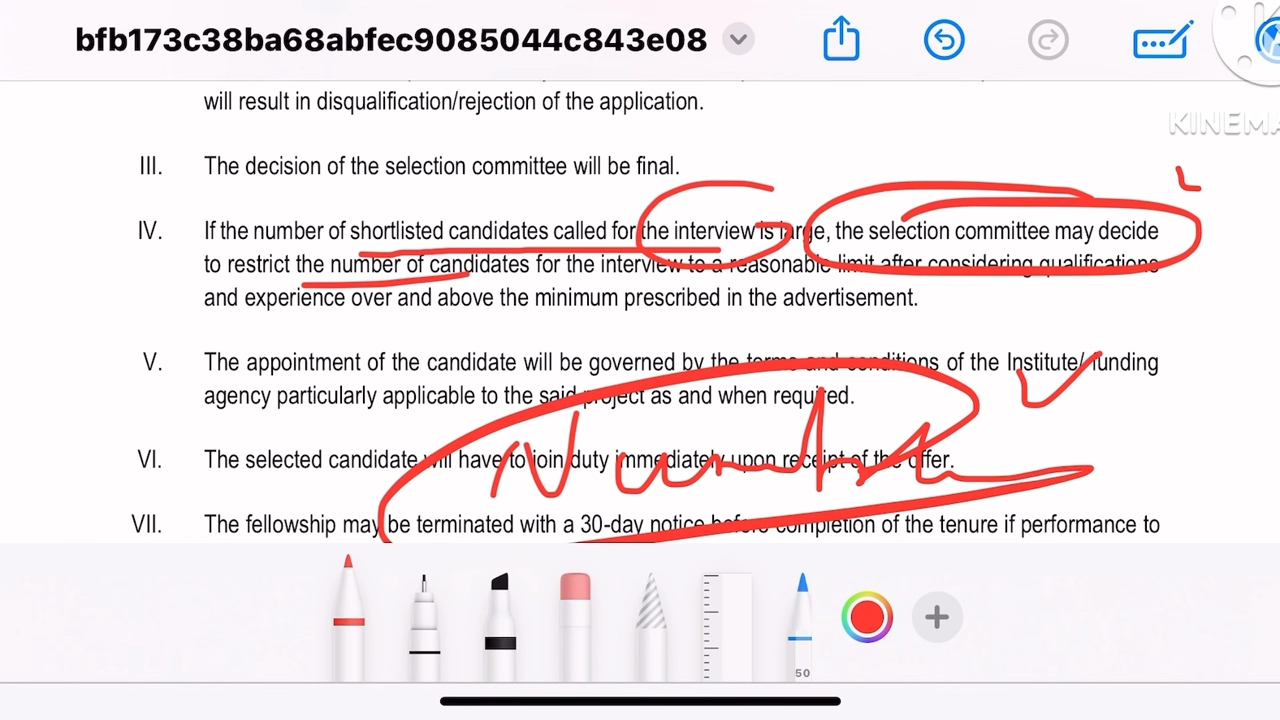 bfb173c38ba68abfec9085044c843e08
KINEMA
will result in disqualification/rejection of the application.
III. The decision of the selection committee will be final.
IV. If the number of shortlisted candidates called for the interview is large, the selection committee may decide
to restrict the number of candidates for the interview to a reasonable limit after considering qualifications
and experience over and above the minimum prescribed in the advertisement.
V. The appointment of the candidate will be governed by the terms and conditions of the Institute/ funding
agency particularly applicable to the said project as and when required.
VI. The selected candidate will have to join duty immediately upon receipt of the offer.
VII. The fellowship may be terminated with a 30-day notice before completion of the tenure if performance to
50